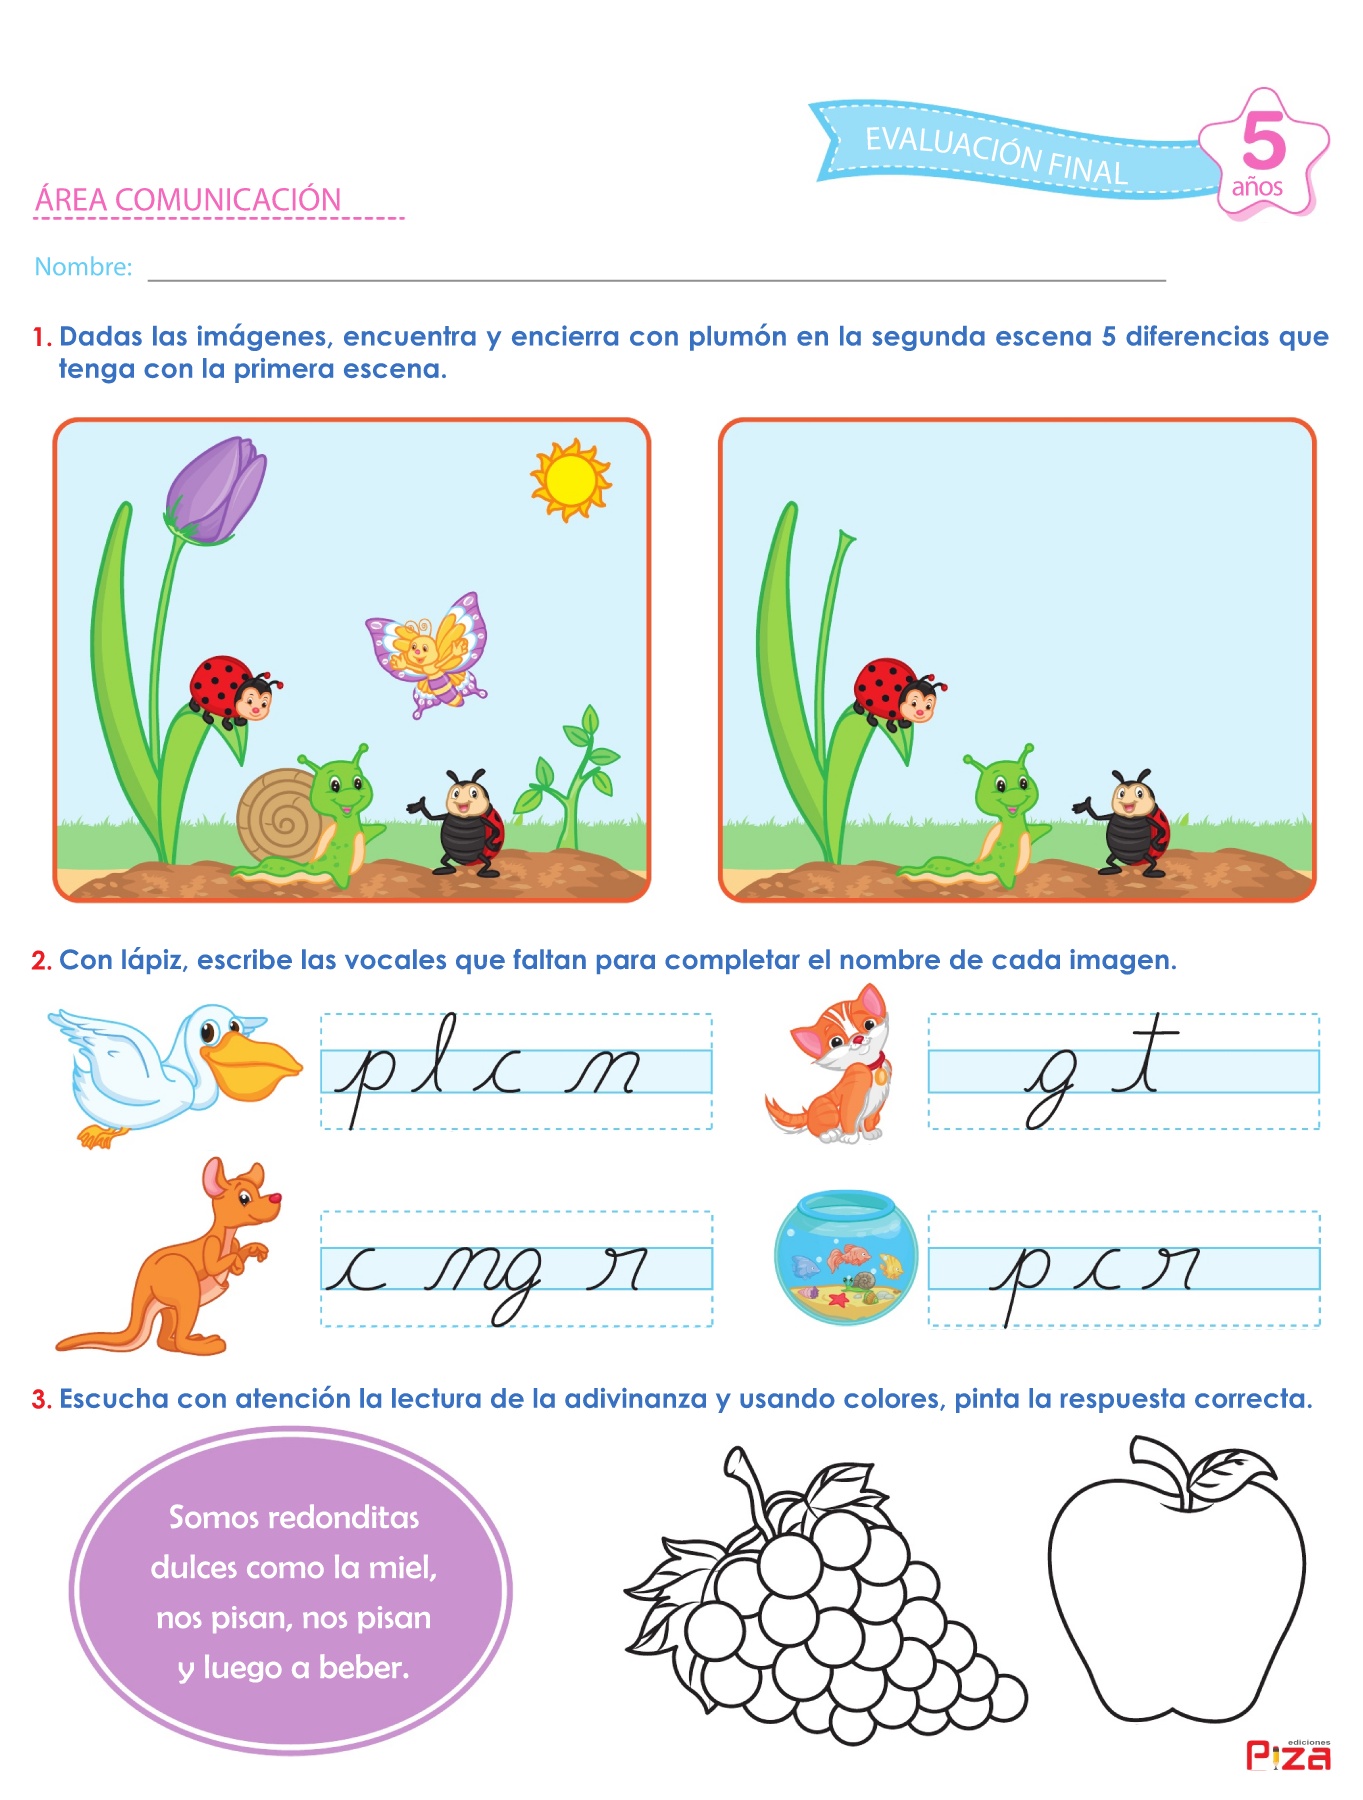 EVALUACIÓN FINAL
5
años
ÁREA COMUNICACIÓN
Nombre:
1. Dadas las imágenes, encuentra y encierra con plumón en la segunda escena 5 diferencias que
tenga con la primera escena.
2. Con lápiz, escribe las vocales que faltan para completar el nombre de cada imagen.
p l c n
g t
c ng r
p c r
3. Escucha con atención la lectura de la adivinanza y usando colores, pinta la respuesta correcta.
Somos redonditas
dulces como la miel,
nos pisan, nos pisan
y luego a beber.
ediciones
Piza